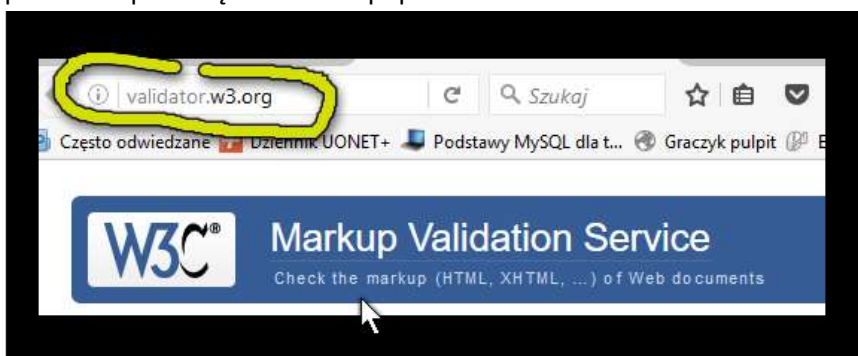 validator.w3.org Szukaj
Często odwiedzane Dziennik UONET+ Podstawy MySQL dla t... Graczyk pulpit
W3C®
Markup Validation Service
Check the markup (HTML, XHTML, ...) of Web documents